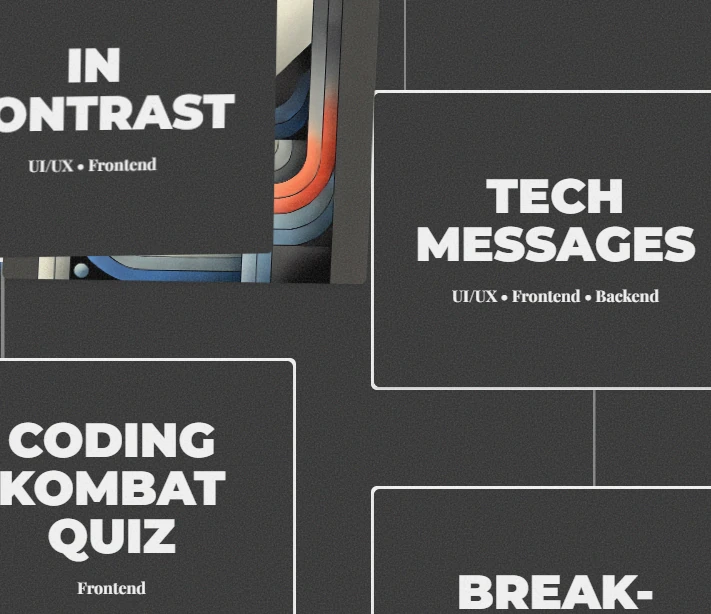 IN
ONTRAST
UI/UX • Frontend
TECH
MESSAGES
UI/UX • Frontend • Backend
CODING
KOMBAT
QUIZ
Frontend
BREAK-